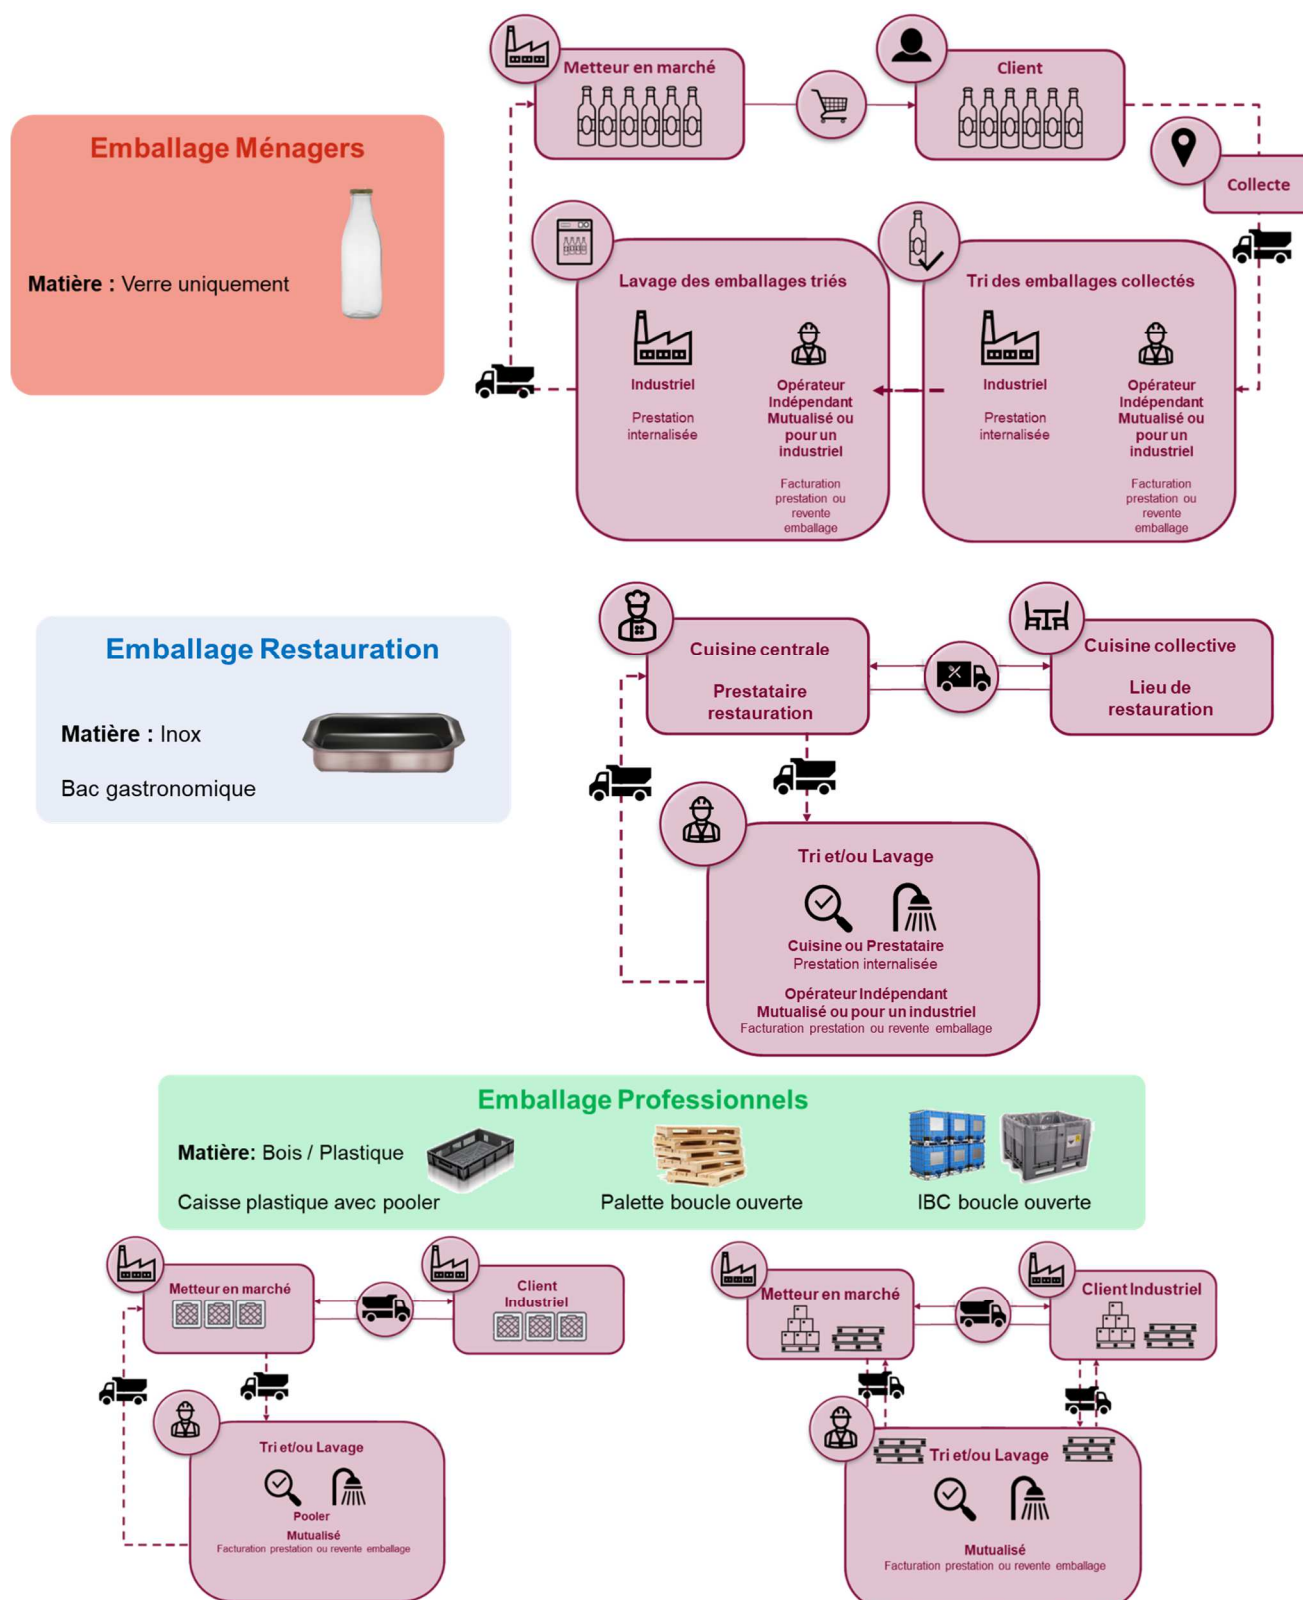 Emballage Ménagers
Matière : Verre uniquement
Metteur en marché
Client
Collecte
Lavage des emballages triés
Industriel
Prestation
internalisée
Opérateur
Indépendant
Mutualisé ou
pour un
industriel
Facturation
prestation ou
revente
emballage
Tri des emballages collectés
Industriel
Prestation
internalisée
Opérateur
Indépendant
Mutualisé ou
pour un
industriel
Facturation
prestation ou
revente
emballage
Emballage Restauration
Matière : Inox
Bac gastronomique
Cuisine centrale
Prestataire
restauration
Cuisine collective
Lieu de
restauration
Tri et/ou Lavage
Cuisine ou Prestataire
Prestation internalisée
Opérateur Indépendant
Mutualisé ou pour un industriel
Facturation prestation ou revente emballage
Emballage Professionnels
Matière: Bois / Plastique
Caisse plastique avec pooler
Palette boucle ouverte
IBC boucle ouverte
Metteur en marché
Client
Industriel
Tri et/ou Lavage
Pooler
Mutualisé
Facturation prestation ou revente emballage
Metteur en marché
Client Industriel
Tri et/ou Lavage
Mutualisé
Facturation prestation ou revente emballage